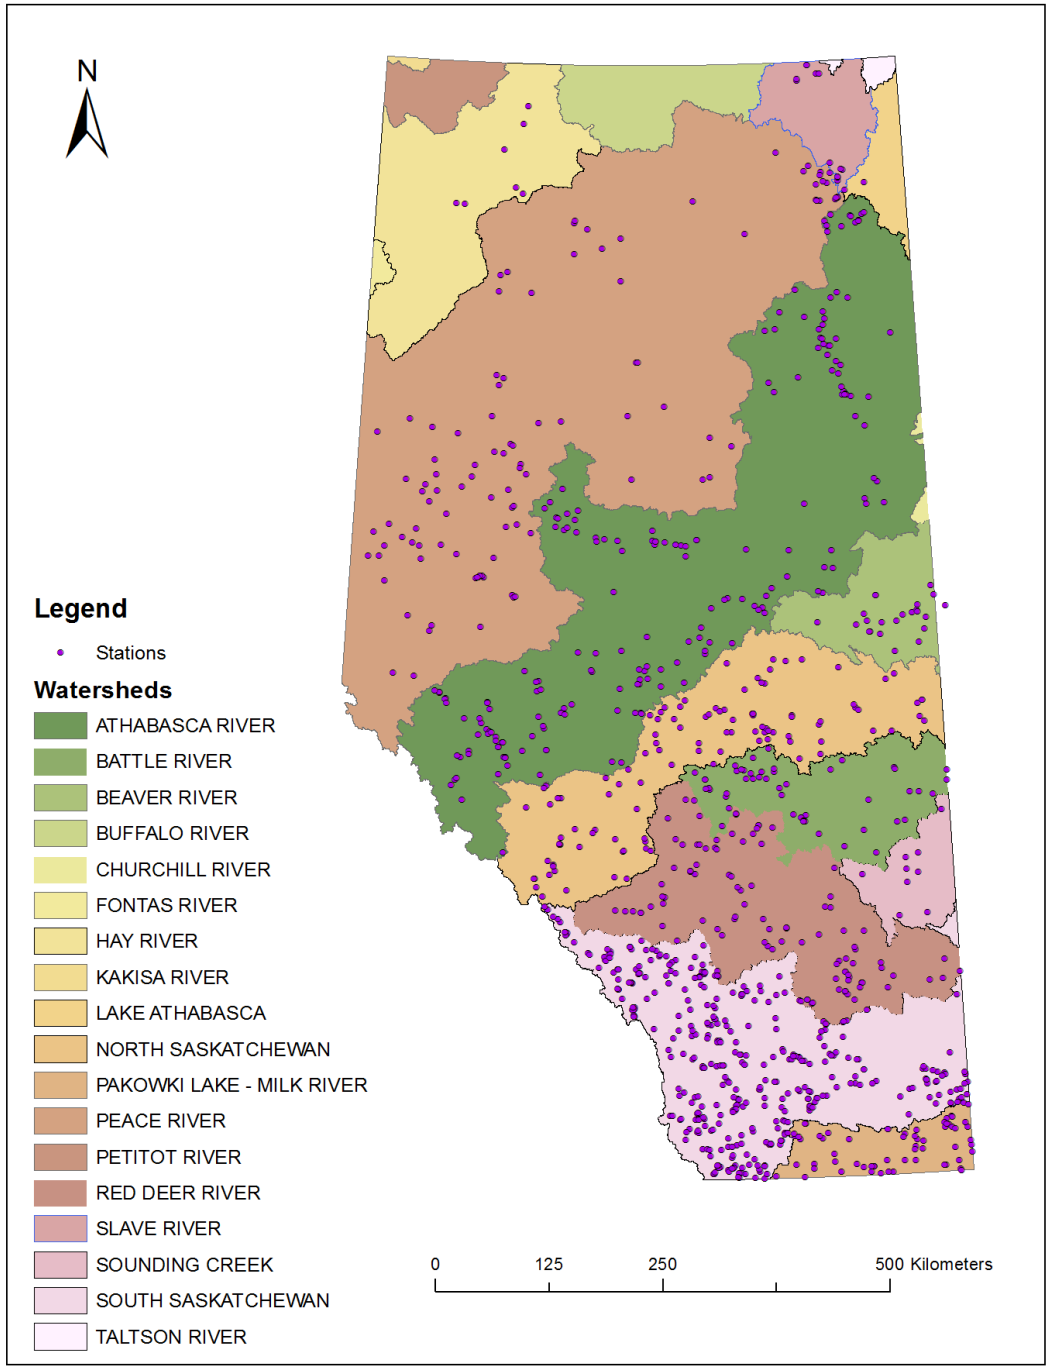 N
Legend
Stations
Watersheds
ATHABASCA RIVER
BATTLE RIVER
BEAVER RIVER
BUFFALO RIVER
CHURCHILL RIVER
FONTAS RIVER
HAY RIVER
KAKISA RIVER
LAKE ATHABASCA
NORTH SASKATCHEWAN
PAKOWKI LAKE - MILK RIVER
PEACE RIVER
PETITOT RIVER
RED DEER RIVER
SLAVE RIVER
SOUNDING CREEK
SOUTH SASKATCHEWAN
TALTSON RIVER
0 125 250 500 Kilometers